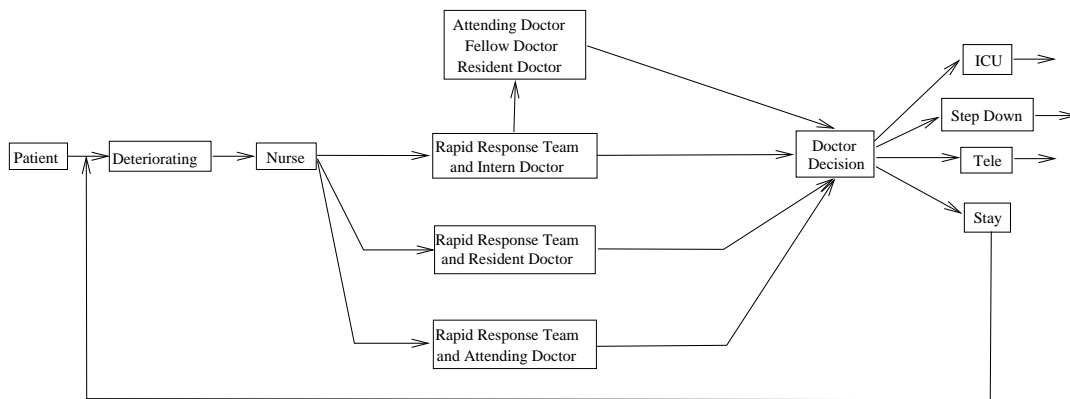 Attending Doctor
Fellow Doctor
Resident Doctor
ICU
Step Down
Patient
Deteriorating
Nurse
Rapid Response Team
and Intern Doctor
Doctor
Decision
Tele
Stay
Rapid Response Team
and Resident Doctor
Rapid Response Team
and Attending Doctor